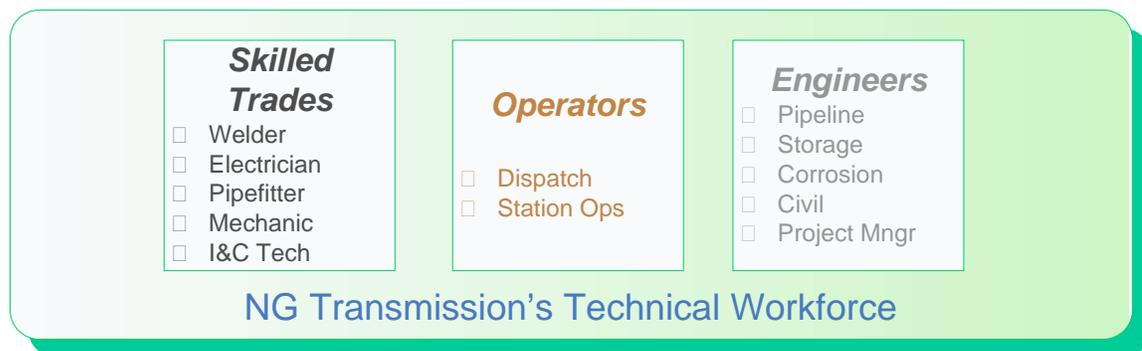 Skilled
Trades
Welder
Electrician
Pipefitter
Mechanic
I&C Tech
Operators
Dispatch
Station Ops
Engineers
Pipeline
Storage
Corrosion
Civil
Project Mngr
NG Transmission’s Technical Workforce